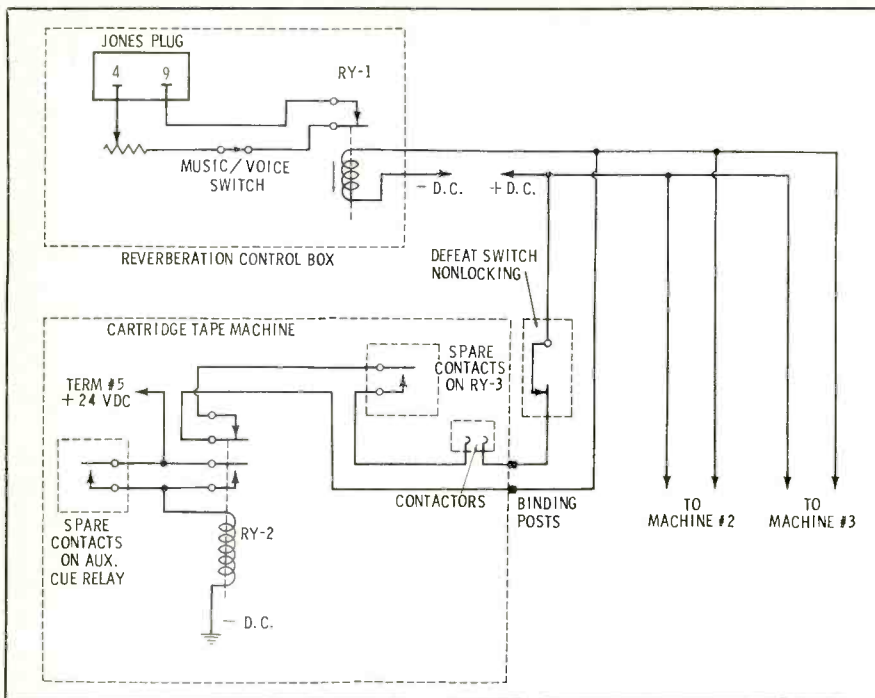 JONES PLUG
4 9
RY-1
MUSIC/VOICE
SWITCH
- D.C.
+ D.C.
REVERBERATION CONTROL BOX
DEFEAT SWITCH
NONLOCKING
CARTRIDGE TAPE MACHINE
SPARE
CONTACTS
ON RY-3
TERM #5
+ 24 VDC
CONTACTORS
BINDING
POSTS
TO
MACHINE #2
TO
MACHINE #3
SPARE
CONTACTS
ON AUX.
CUE RELAY
RY-2
- D.C.